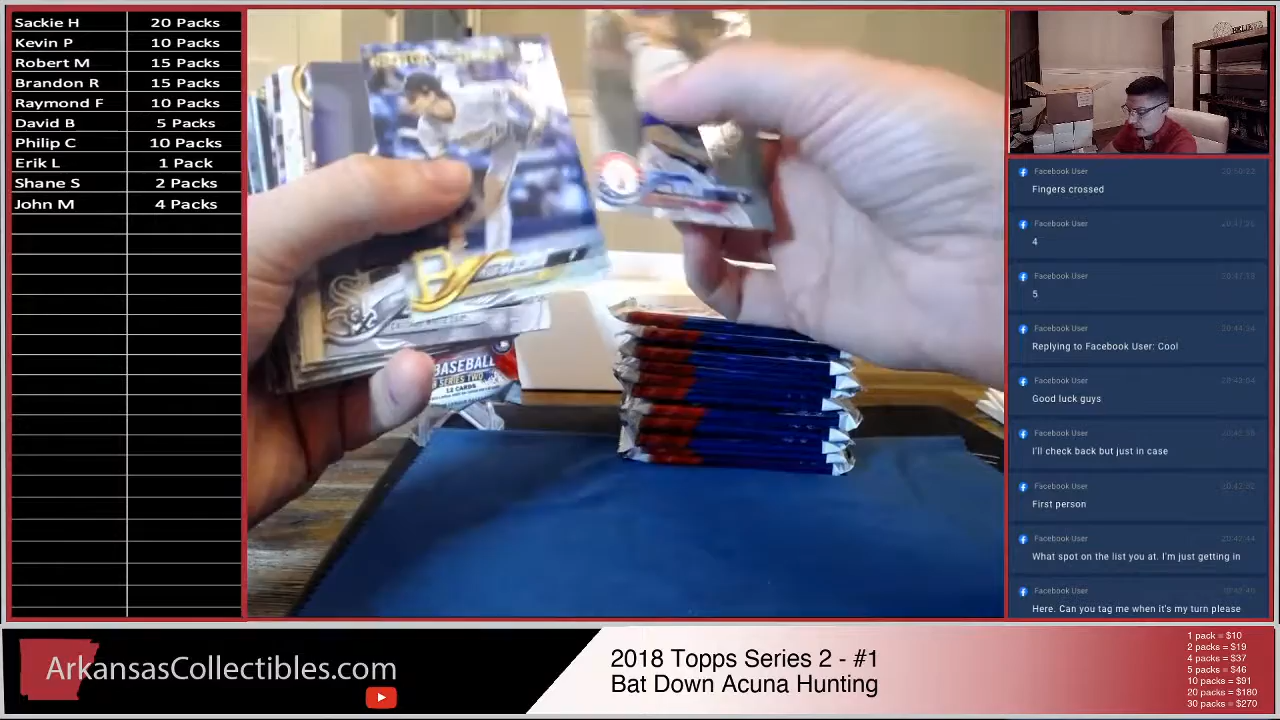 Sackie H 20 Packs
Kevin P 10 Packs
Robert M 15 Packs
Brandon R 15 Packs
Raymond F 10 Packs
David B 5 Packs
Philip C 10 Packs
Erik L 1 Pack
Shane S 2 Packs
John M 4 Packs
BASEBALL
SERIES TWO
12 CARDS
BELIEVE
Facebook User
Fingers crossed
Facebook User
4
Facebook User
5
Facebook User
Replying to Facebook User: Cool
Facebook User
Good luck guys
Facebook User
I'll check back but just in case
Facebook User
First person
Facebook User
What spot on the list you at. I'm just getting in
Facebook User
Here. Can you tag me when it's my turn please
ArkansasCollectibles.com
2018 Topps Series 2 - #1
Bat Down Acuna Hunting
1 pack = $10
2 packs = $19
4 packs = $37
5 packs = $46
10 packs = $91
20 packs = $180
30 packs = $270